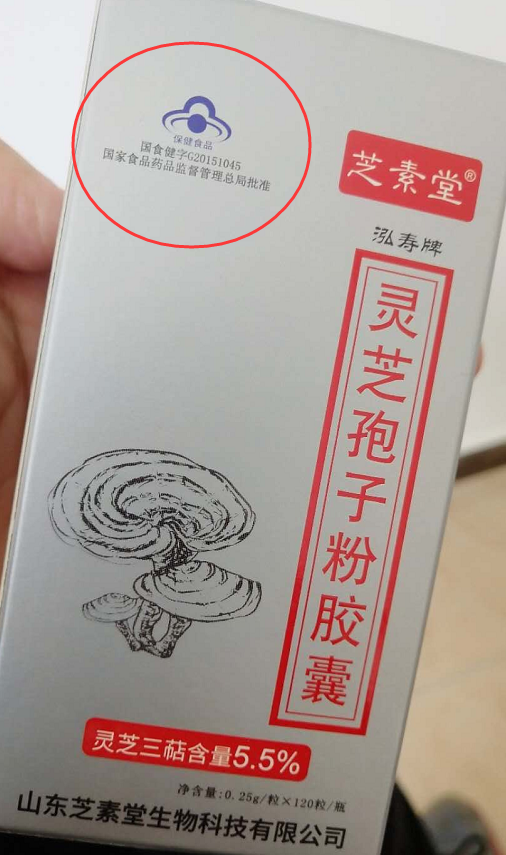 保健食品
国食健字G20151045
国家食品药品监督管理总局批准
芝素堂®
泓寿牌
灵芝孢子粉胶囊
灵芝三萜含量5.5%
净含量:0.25g/粒×120粒/瓶
山东芝素堂生物科技有限公司